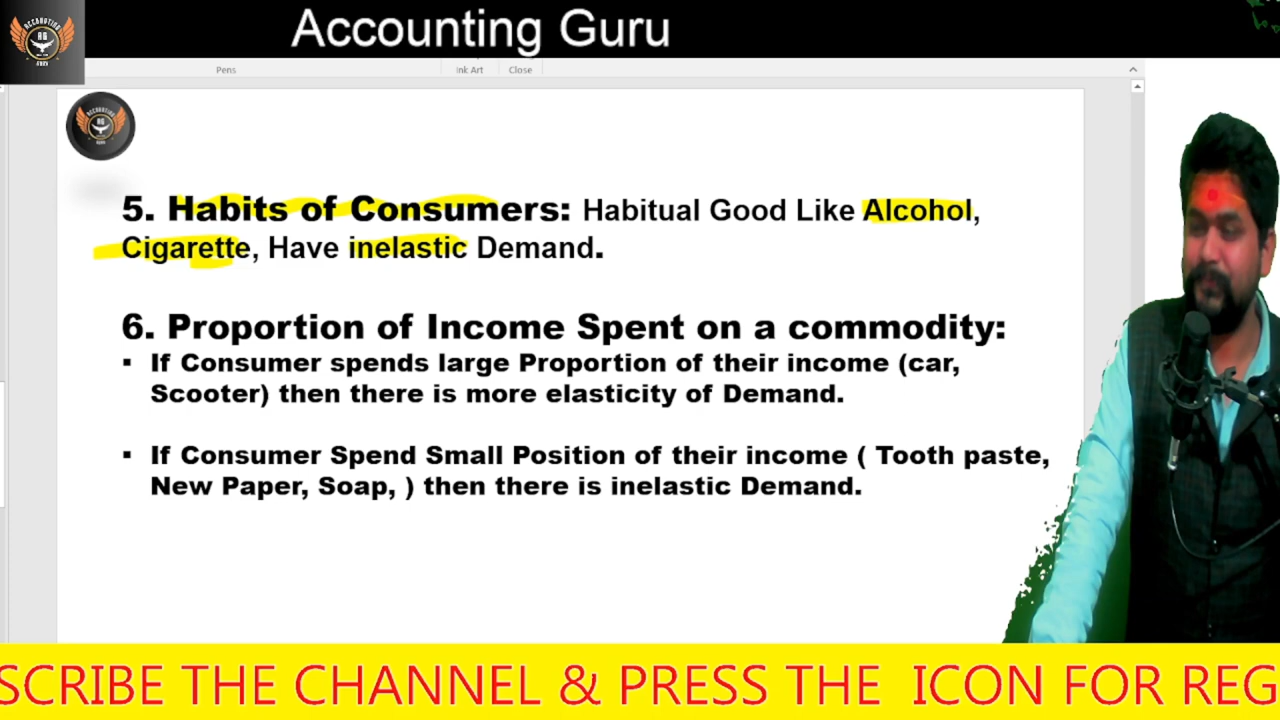 Accounting Guru
Pens
Ink Art
Close
5. Habits of Consumers: Habitual Good Like Alcohol,
Cigarette, Have inelastic Demand.
6. Proportion of Income Spent on a commodity:
▪ If Consumer spends large Proportion of their income (car,
Scooter) then there is more elasticity of Demand.
▪ If Consumer Spend Small Position of their income ( Tooth paste,
New Paper, Soap, ) then there is inelastic Demand.
SCRIBE THE CHANNEL & PRESS THE ICON FOR REG